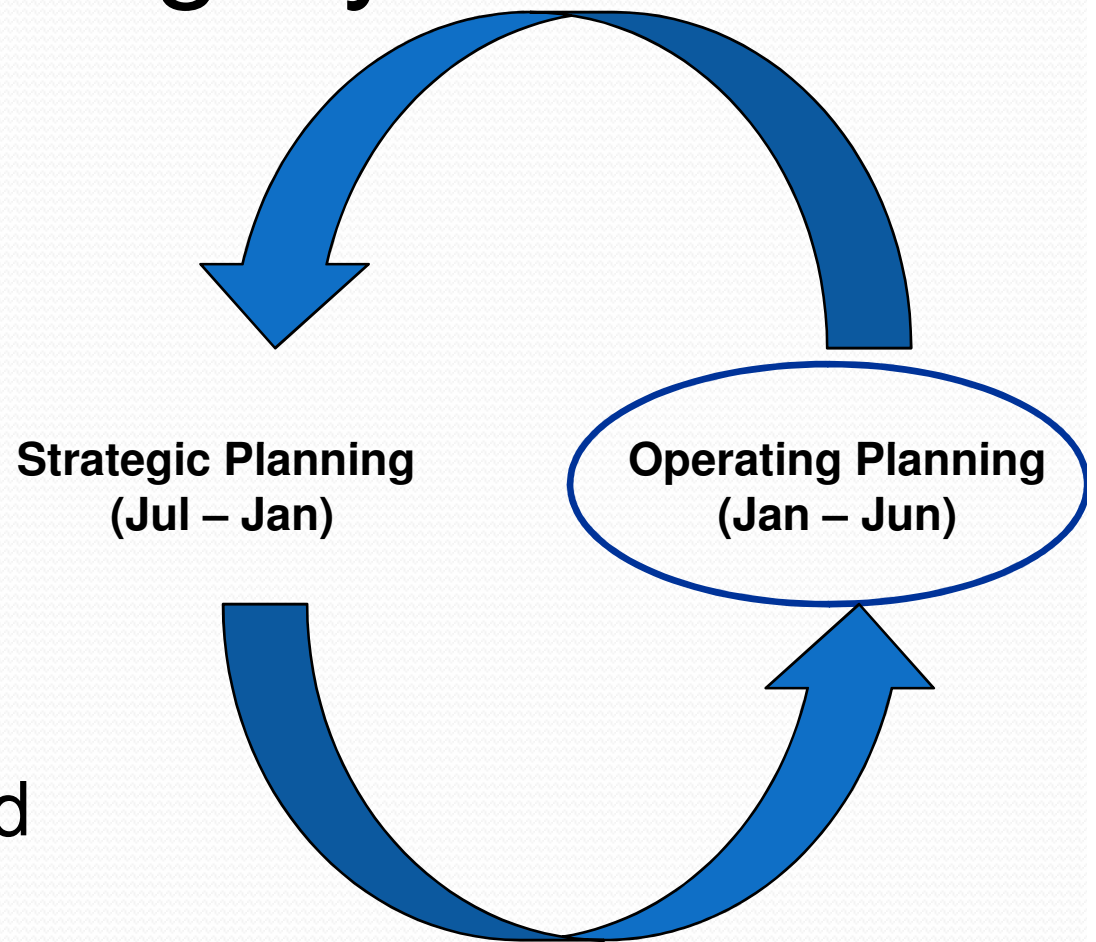 Strategic Planning
(Jul – Jan)
Operating Planning
(Jan – Jun)
d